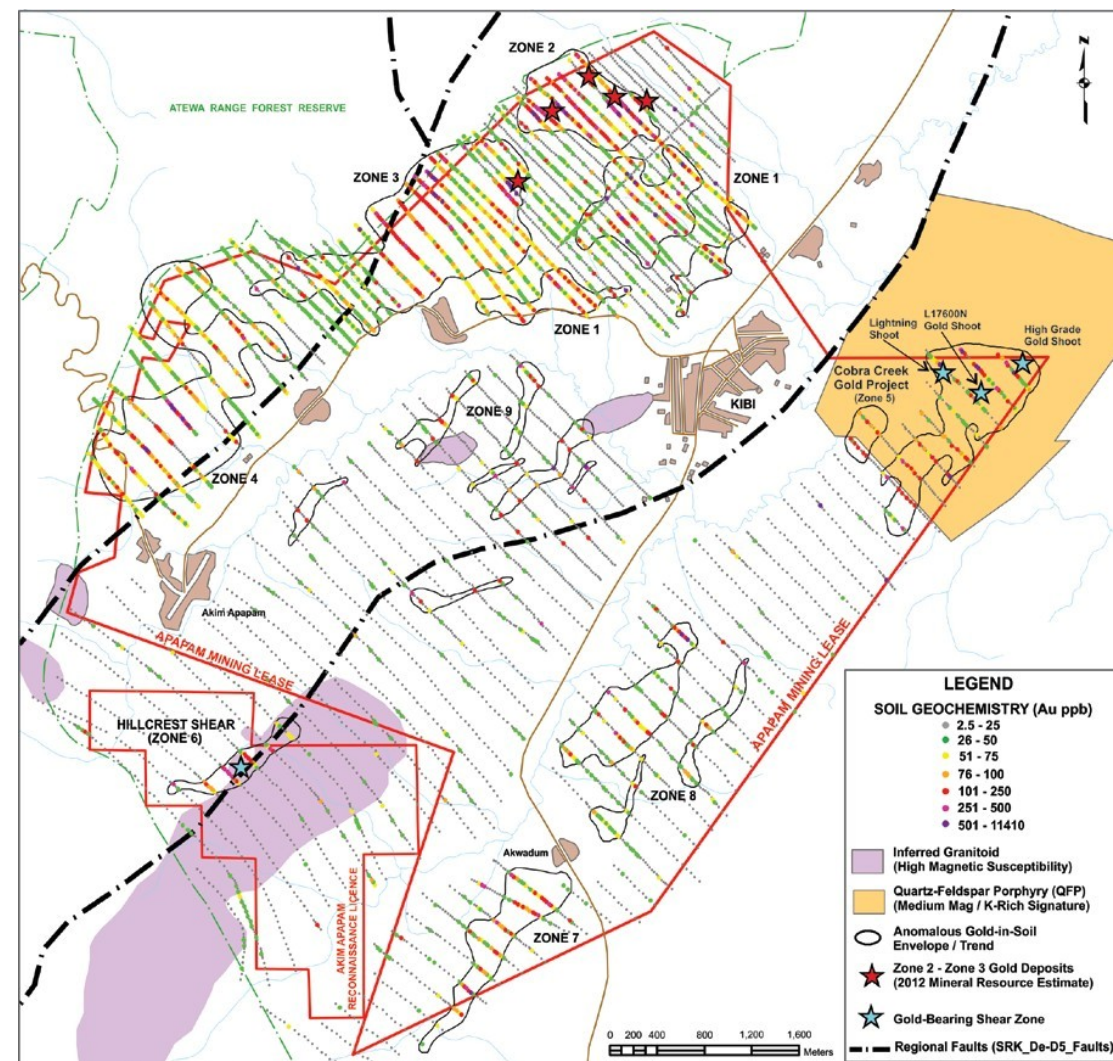 ZONE 2
N
ATEWA RANGE FOREST RESERVE
ZONE 3
ZONE 1
L17600N
Gold Shoot
Lightning
Shoot
High Grade
Gold Shoot
ZONE 1
Cobra Creek
Gold Project
(Zone 5)
KIBI
ZONE 9
ZONE 4
Akim Apapam
APAPAM MINING LEASE
APAPAM MINING LEASE
HILLCREST SHEAR
(ZONE 6)
ZONE 8
Akwadum
AKIM APAPAM
RECONNAISSANCE LICENCE
ZONE 7
LEGEND
SOIL GEOCHEMISTRY (Au ppb)
2.5 - 25
26 - 50
51 - 75
76 - 100
101 - 250
251 - 500
501 - 11410
Inferred Granitoid
(High Magnetic Susceptibility)
Quartz-Feldspar Porphyry (QFP)
(Medium Mag / K-Rich Signature)
Anomalous Gold-in-Soil
Envelope / Trend
Zone 2 - Zone 3 Gold Deposits
(2012 Mineral Resource Estimate)
Gold-Bearing Shear Zone
Regional Faults (SRK_De-D5_Faults)
0 200 400 800 1,200 1,600
Meters